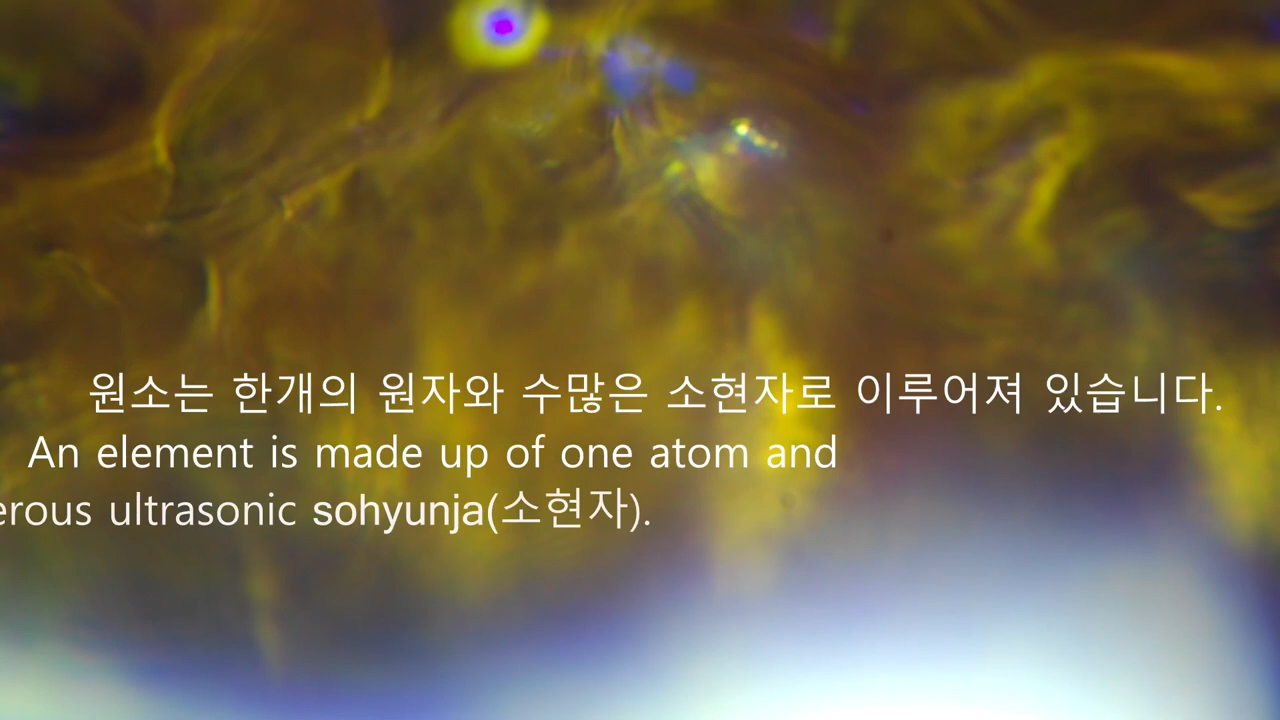 원소는 한개의 원자와 수많은 소현자로 이루어져 있습니다.
An element is made up of one atom and
ultrasonic sohyunja(소현자).